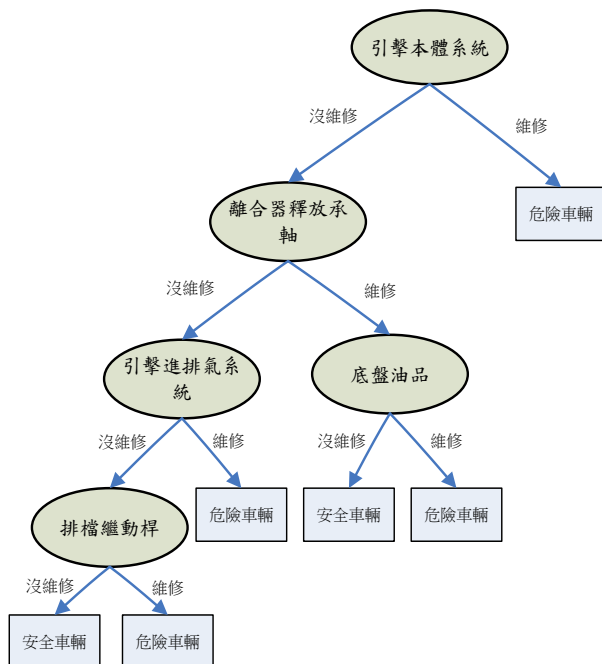 引擎本體系統
沒維修
維修
離合器釋放承
軸
危險車輛
沒維修
維修
引擎進排氣系
統
底盤油品
沒維修
維修
沒維修
維修
排檔繼動桿
危險車輛
安全車輛
危險車輛
沒維修
維修
安全車輛
危險車輛